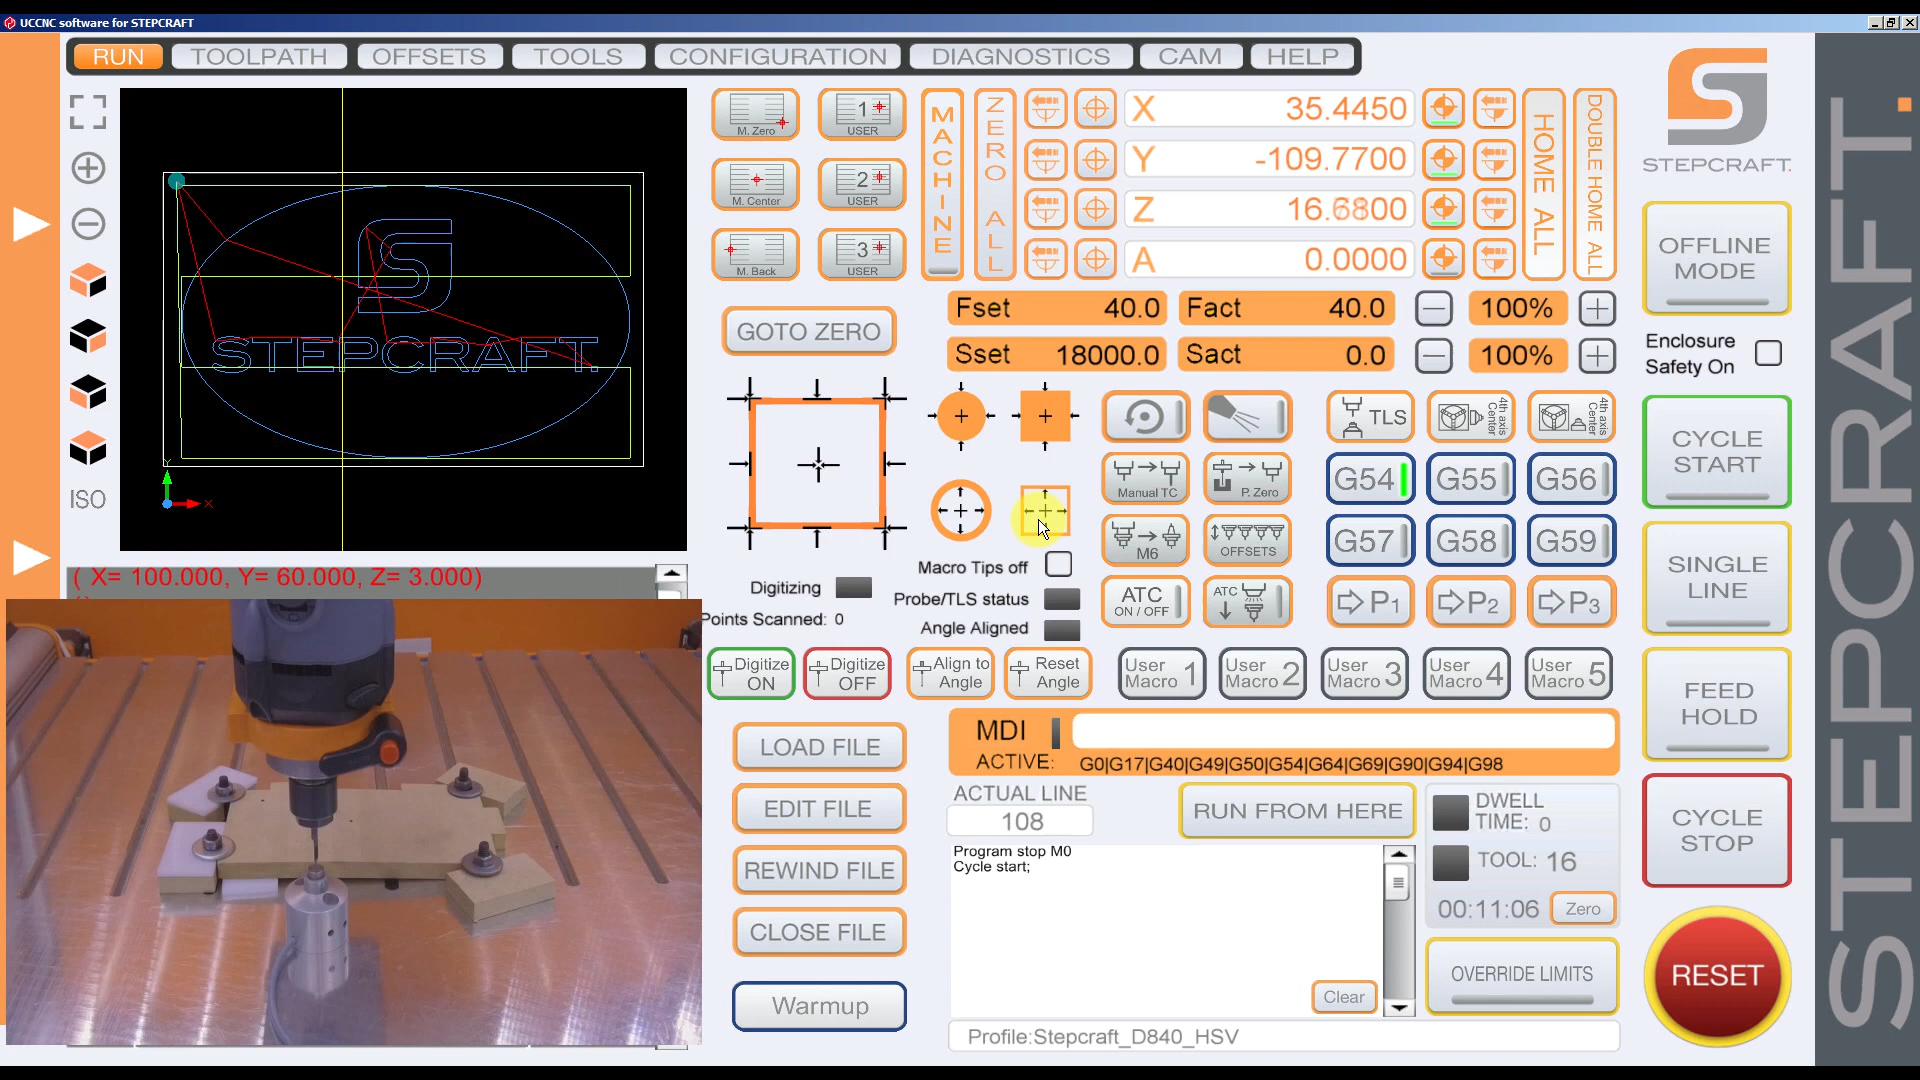 UCCNC software for STEPCRAFT
RUN TOOLPATH OFFSETS TOOLS CONFIGURATION DIAGNOSTICS CAM HELP
STEPCRAFT.
ISO
Y
X
STEPCRAFT.
M. Zero
1 USER
M. Center
2 USER
M. Back
3 USER
MACHINE
ZERO ALL
X 35.4450
Y -109.7700
Z 16.6800
A 0.0000
HOME ALL
DOUBLE HOME ALL
STEPCRAFT.
STEPCRAFT.
GOTO ZERO
Fset 40.0 Fact 40.0 100%
Sset 18000.0 Sact 0.0 100%
OFFLINE MODE
Enclosure
Safety On
CYCLE START
SINGLE LINE
FEED HOLD
CYCLE STOP
RESET
TLS
4th axis Center
4th axis Center
Manual TC
P. Zero
G54 G55 G56
M6
OFFSETS
G57 G58 G59
ATC ON / OFF
ATC
P1 P2 P3
Macro Tips off
Digitizing
Probe/TLS status
Points Scanned: 0
Angle Aligned
( X= 100.000, Y= 60.000, Z= 3.000)
Digitize ON
Digitize OFF
Align to Angle
Reset Angle
User Macro 1
User Macro 2
User Macro 3
User Macro 4
User Macro 5
LOAD FILE
EDIT FILE
REWIND FILE
CLOSE FILE
Warmup
MDI
ACTIVE: G0|G17|G40|G49|G50|G54|G64|G69|G90|G94|G98
ACTUAL LINE
108
RUN FROM HERE
DWELL
TIME: 0
TOOL: 16
00:11:06 Zero
Program stop M0
Cycle start;
Clear
OVERRIDE LIMITS
Profile:Stepcraft_D840_HSV